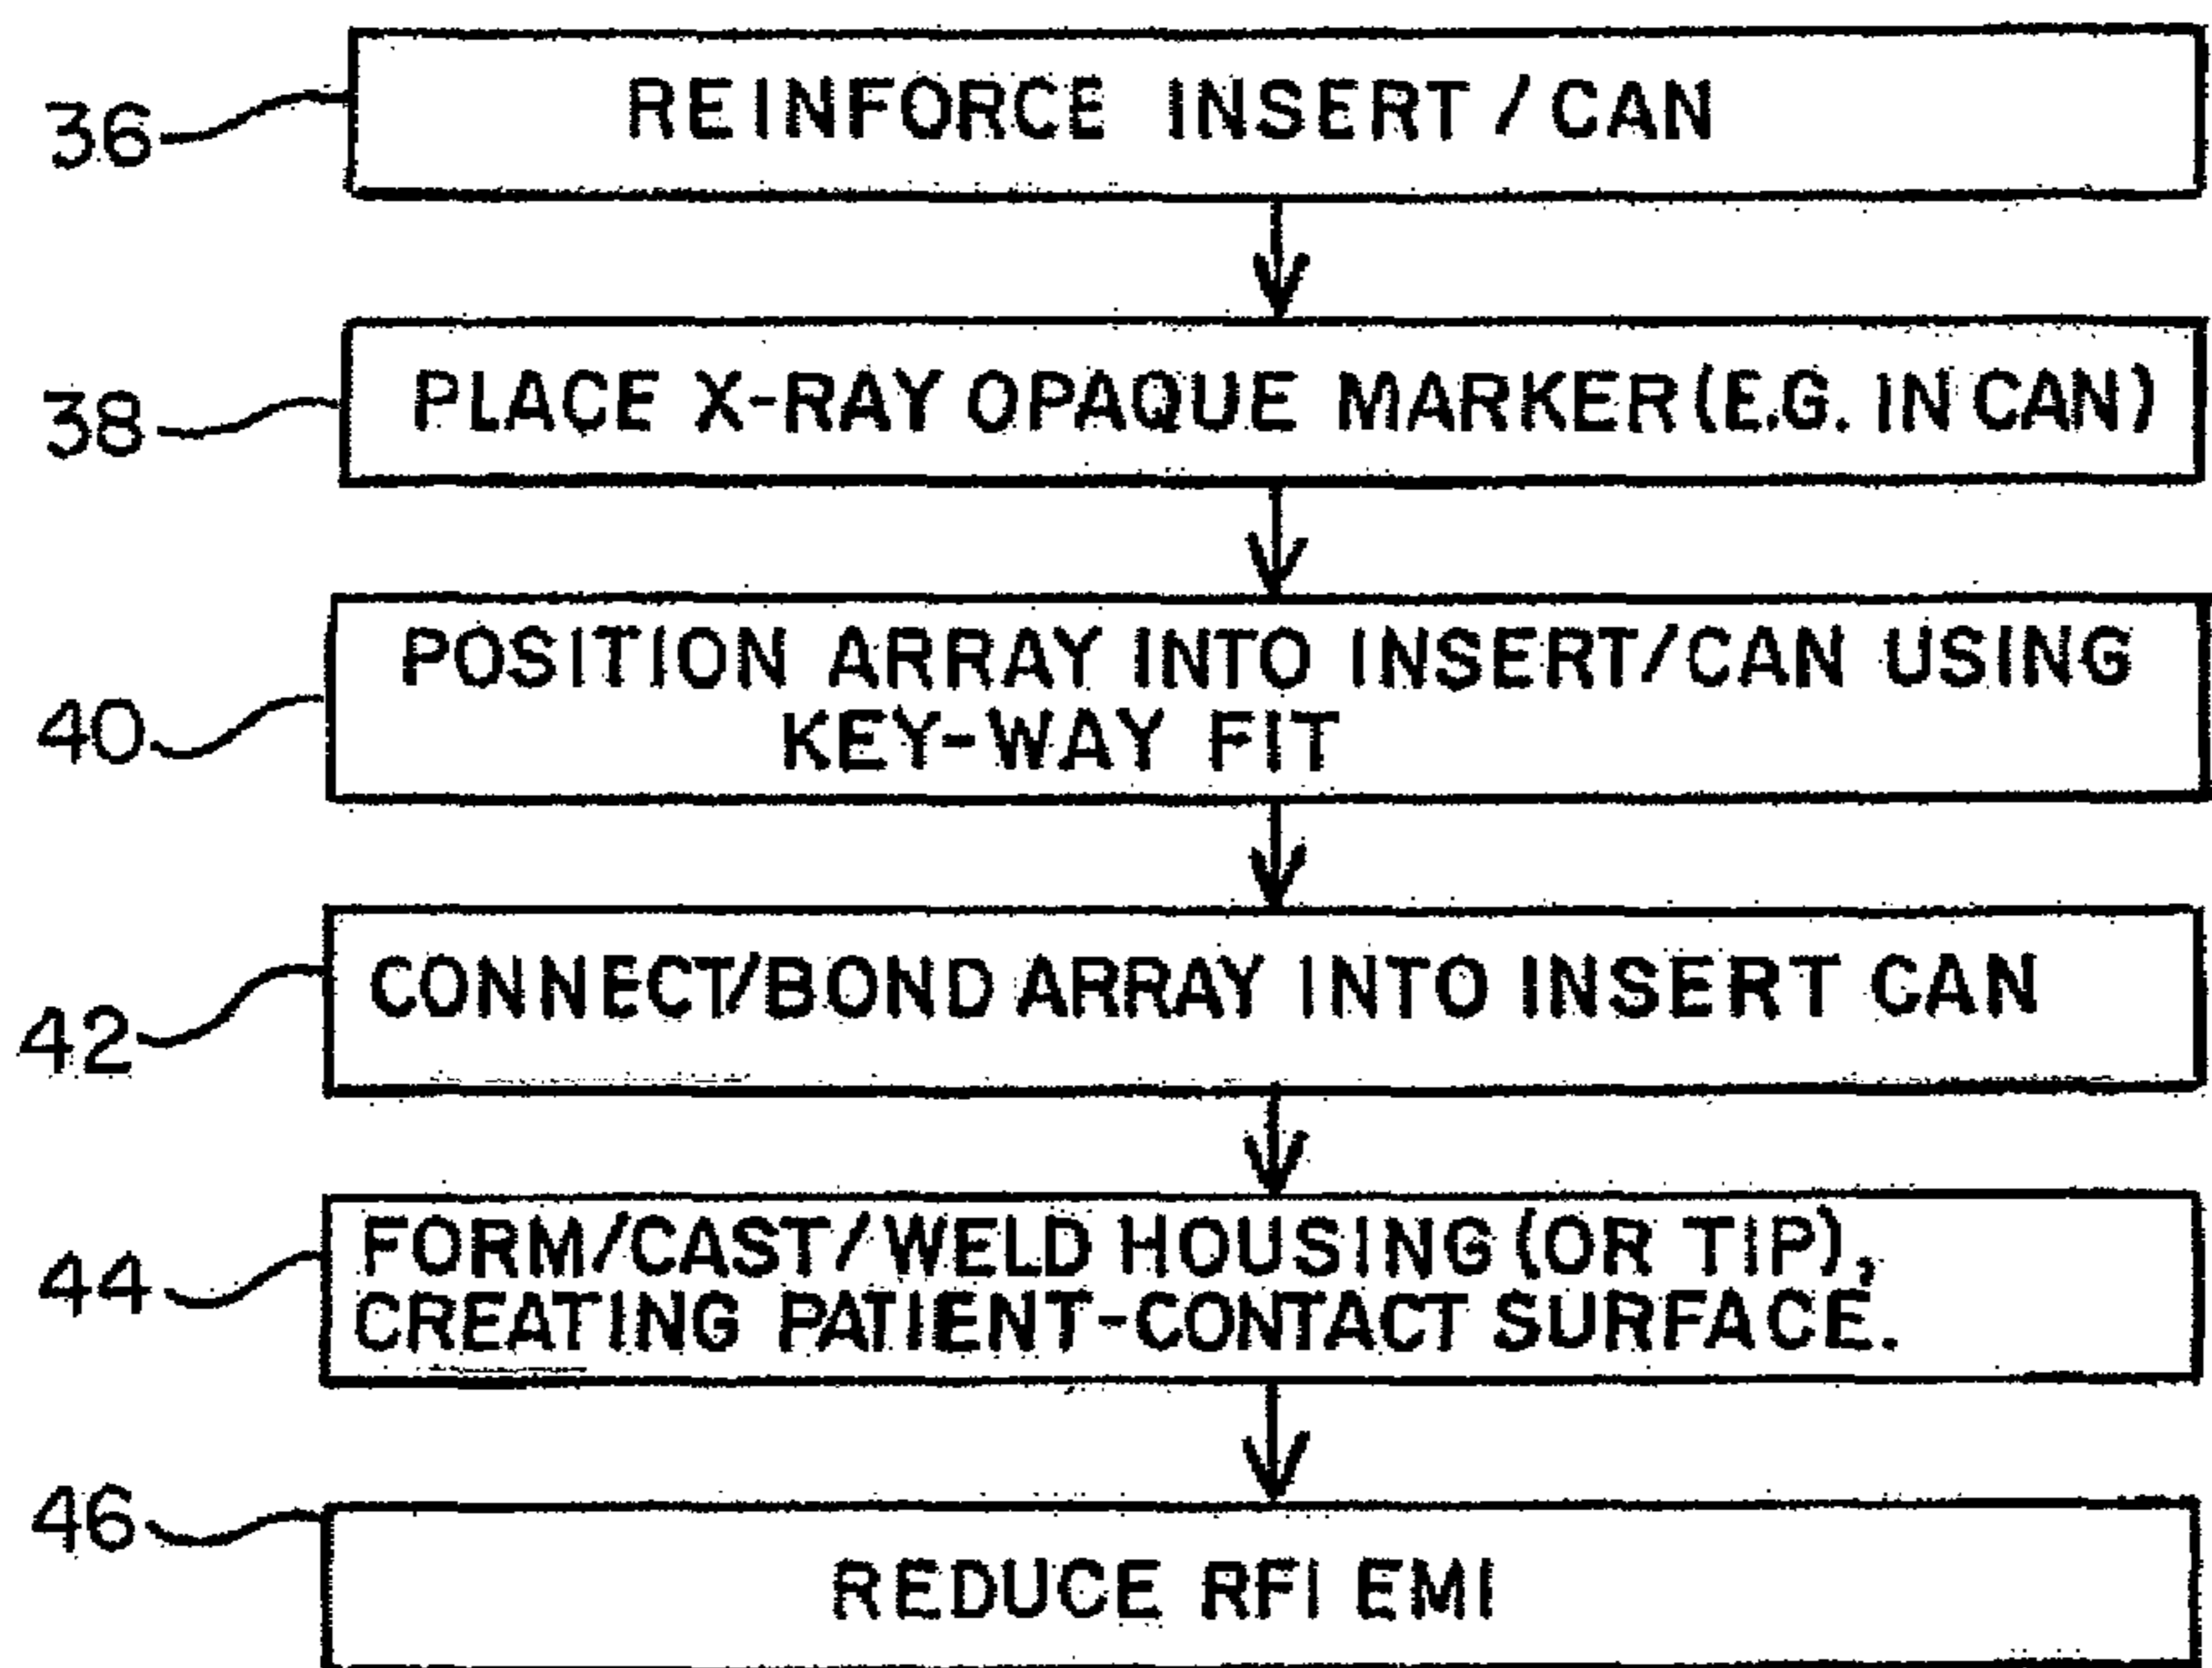 36 REINFORCE INSERT / CAN
38 PLACE X-RAY OPAQUE MARKER (E.G. IN CAN)
40 POSITION ARRAY INTO INSERT/CAN USING
KEY-WAY FIT
42 CONNECT/BOND ARRAY INTO INSERT CAN
44 FORM/CAST/WELD HOUSING (OR TIP),
CREATING PATIENT-CONTACT SURFACE.
46 REDUCE RFI EMI